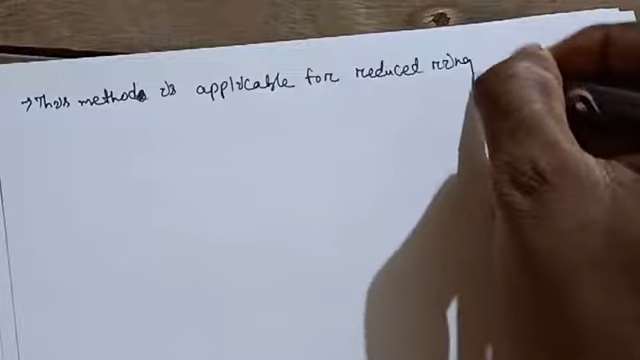 → This method is applicable for reduced ring